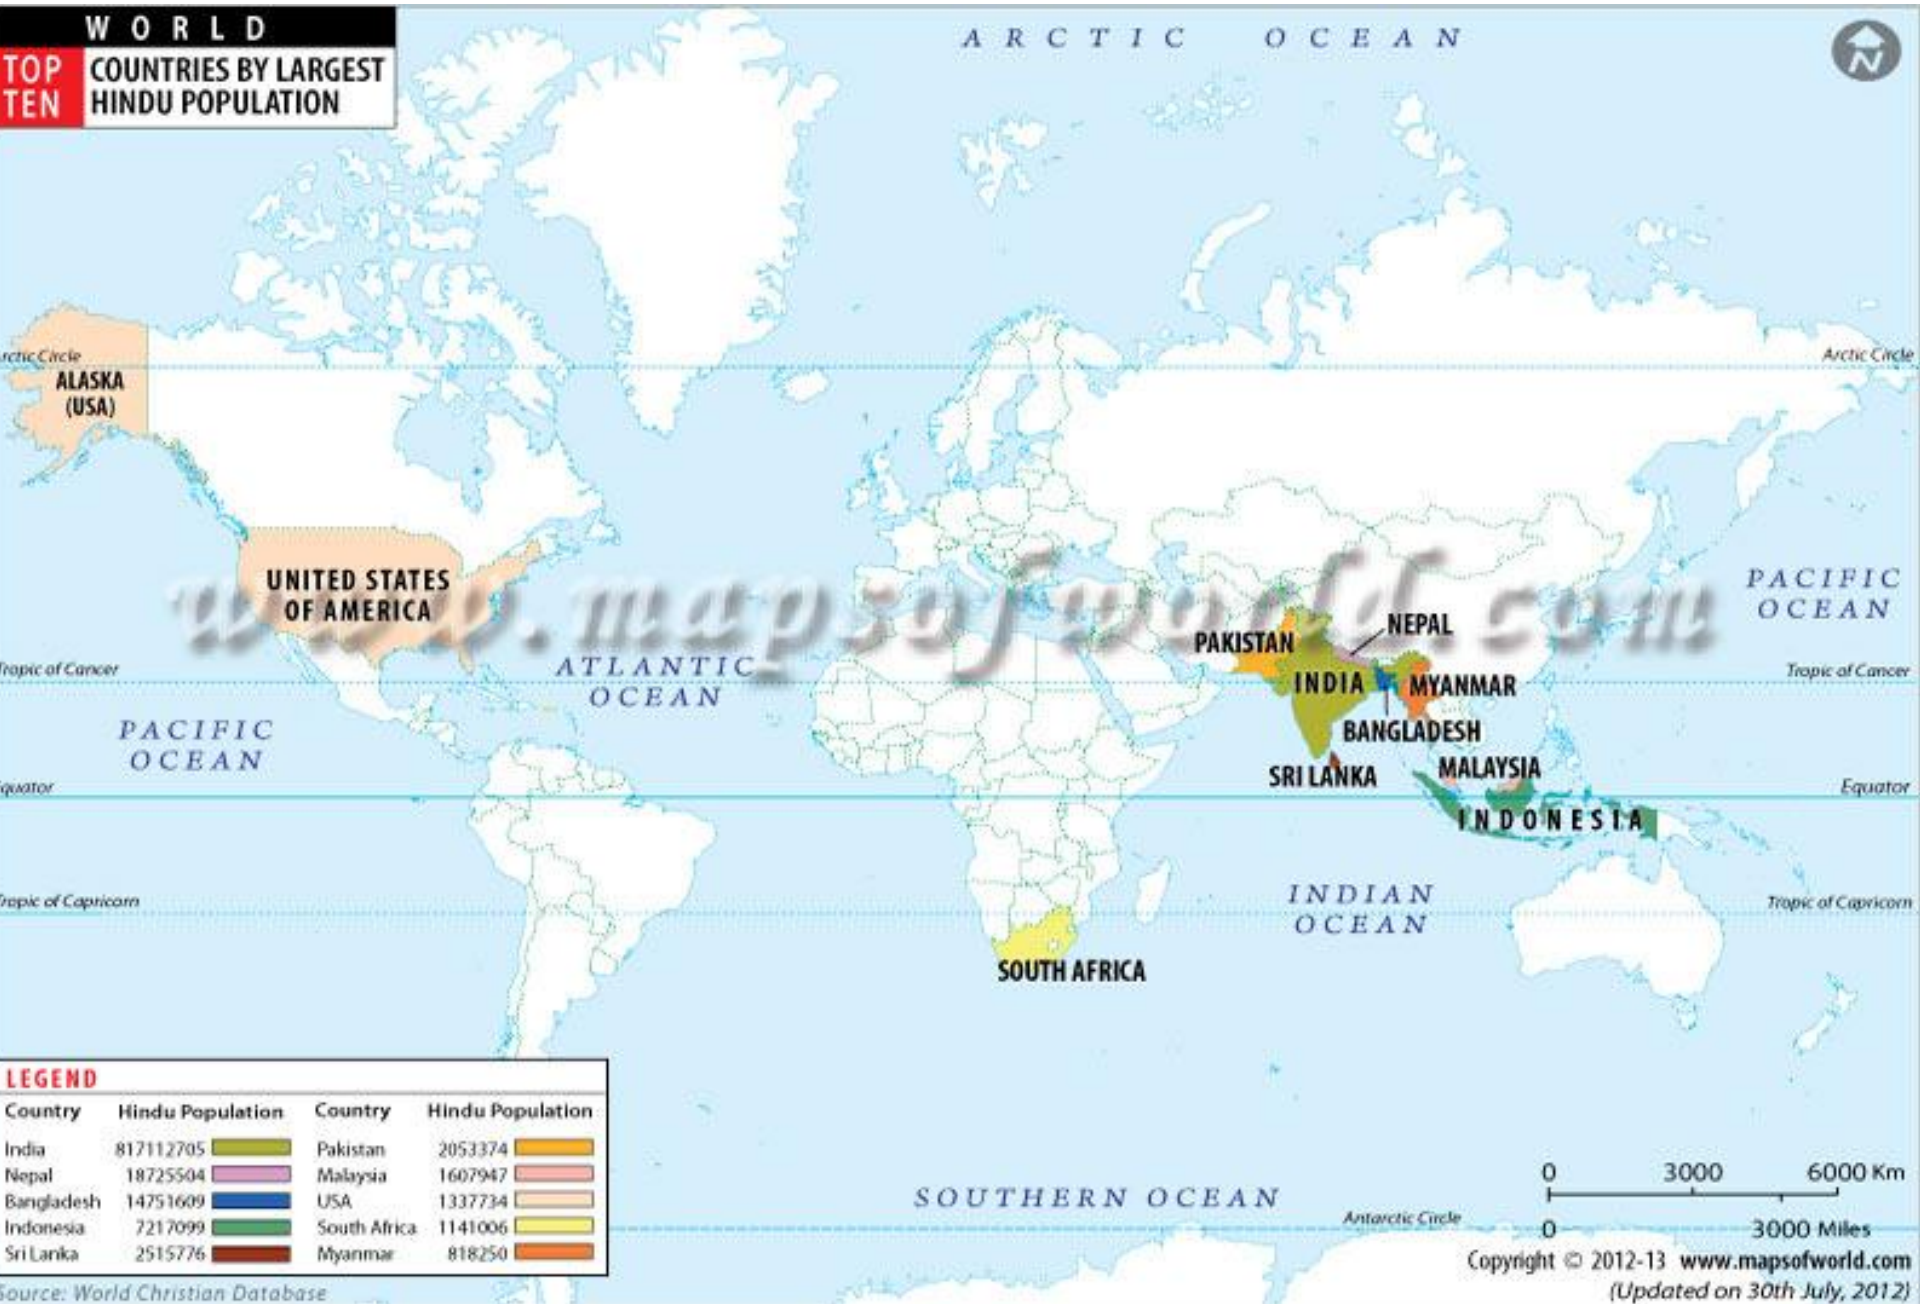 WORLD
TOP TEN
COUNTRIES BY LARGEST
HINDU POPULATION
ARCTIC OCEAN
N
Arctic Circle
ALASKA
(USA)
UNITED STATES
OF AMERICA
www.mapsofworld.com
PACIFIC
OCEAN
PAKISTAN
NEPAL
Tropic of Cancer
ATLANTIC
OCEAN
INDIA
MYANMAR
Tropic of Cancer
PACIFIC
OCEAN
BANGLADESH
SRI LANKA
MALAYSIA
Equator
INDONESIA
INDIAN
OCEAN
Tropic of Capricorn
Tropic of Capricorn
SOUTH AFRICA
LEGEND
Country Hindu Population Country Hindu Population
India 817112705 Pakistan 2053374
Nepal 18725504 Malaysia 1607947
Bangladesh 14751609 USA 1337734
Indonesia 7217099 South Africa 1141006
Sri Lanka 2515776 Myanmar 818250
Source: World Christian Database
SOUTHERN OCEAN
Antarctic Circle
0 3000 6000 Km
0 3000 Miles
Copyright © 2012-13 www.mapsofworld.com
(Updated on 30th July, 2012)